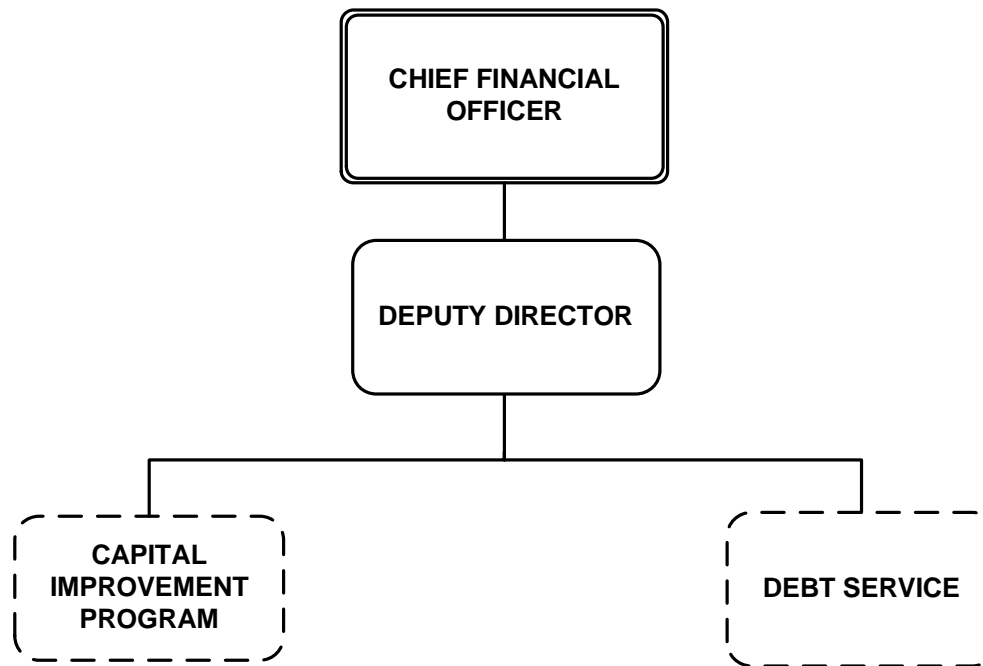 CHIEF FINANCIAL
OFFICER
DEPUTY DIRECTOR
CAPITAL
IMPROVEMENT
PROGRAM
DEBT SERVICE